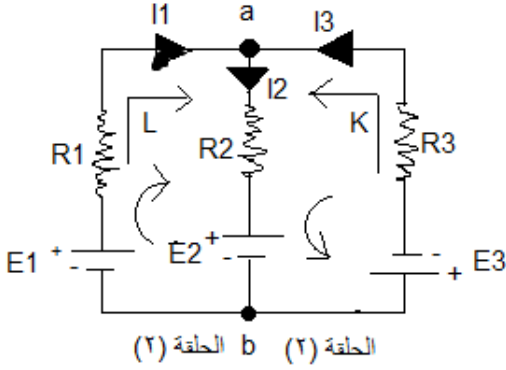 a
I1 I3
I2
L K
R1 R2 R3
+ + -
E1 - E2 - + E3
الحلقة (٢) b الحلقة (٢)